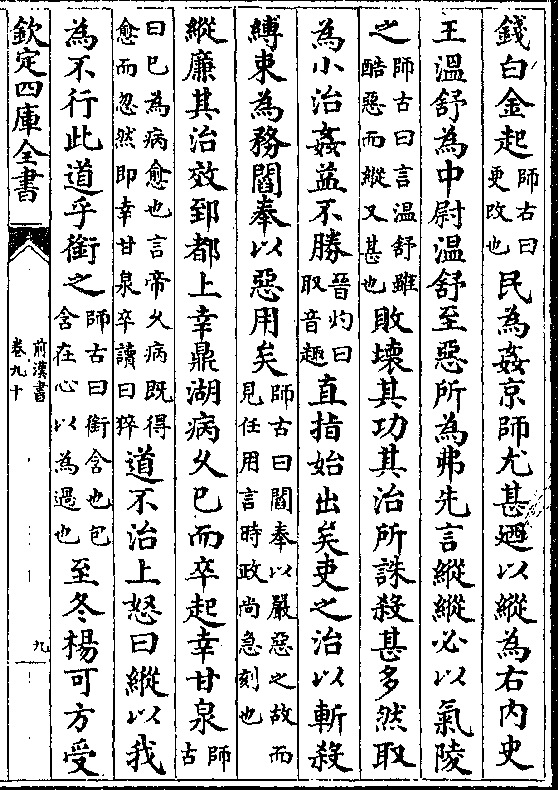 錢白金起師古曰更改也民為姦京師尤甚廼以縱為右内史
王溫舒為中尉溫舒至惡所為弗先言縱縱必以氣陵
之師古曰言溫舒雖酷惡而縱又甚也敗壞其功其治所誅殺甚多然取
為小治姦益不勝晉灼曰取音趣直指始出矣吏之治以斬殺
縛束為務閻奉以惡用矣師古曰閻奉以嚴惡之故而見任用言時政尚急刻也
縱廉其治效郅都上幸鼎湖病久已而卒起幸甘泉師古
曰已為病愈也言帝久病既得愈而忽然即幸甘泉卒讀曰猝道不治上怒曰縱以我
為不行此道乎銜之師古曰銜含也包含在心以為過也至冬楊可方受
欽定四庫全書
前漢書
卷九十
九